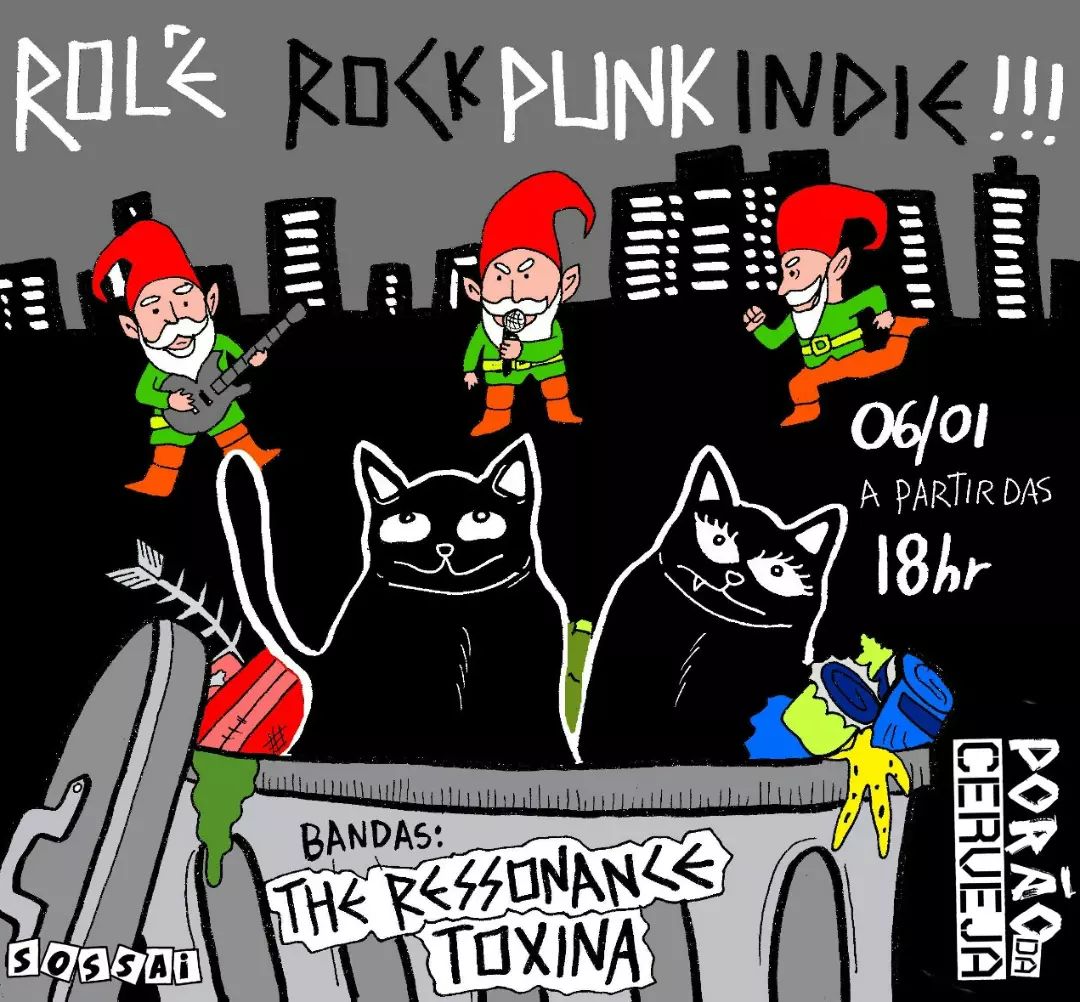 ROLÊ ROCK PUNK INDIE!!!
06/01
A PARTIR DAS
18hr
BANDAS:
THE RESSONANCE
TOXINA
PORÃO DA
CERVEJA
SOSSAi